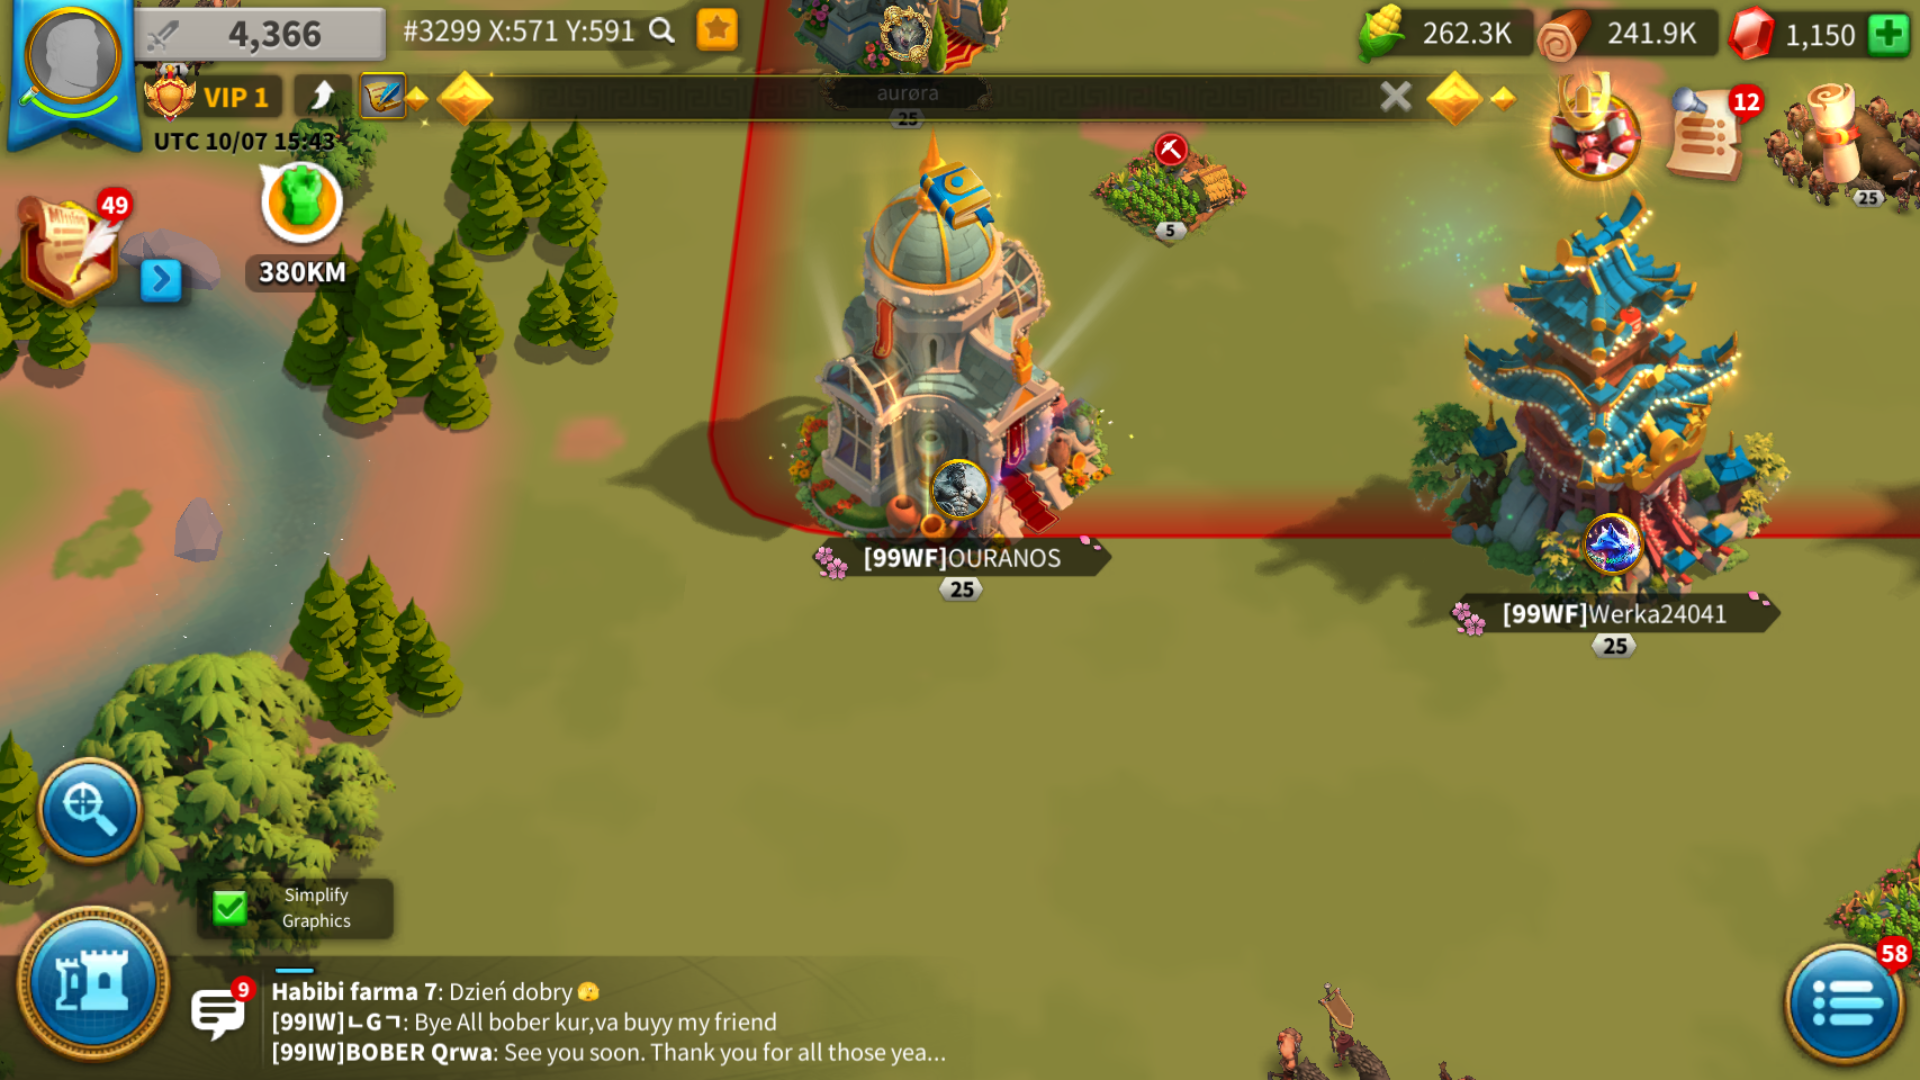 4,366
#3299 X:571 Y:591
262.3K
241.9K
1,150
VIP 1
aurøra
25
UTC 10/07 15:43
12
25
Mission
49
380KM
5
[99WF]OURANOS
25
[99WF]Werka24041
25
Simplify
Graphics
9
Habibi farma 7: Dzień dobry 🫣
[99IW]ㄴGㄱ: Bye All bober kur,va buyy my friend
[99IW]BOBER Qrwa: See you soon. Thank you for all those yea...
58